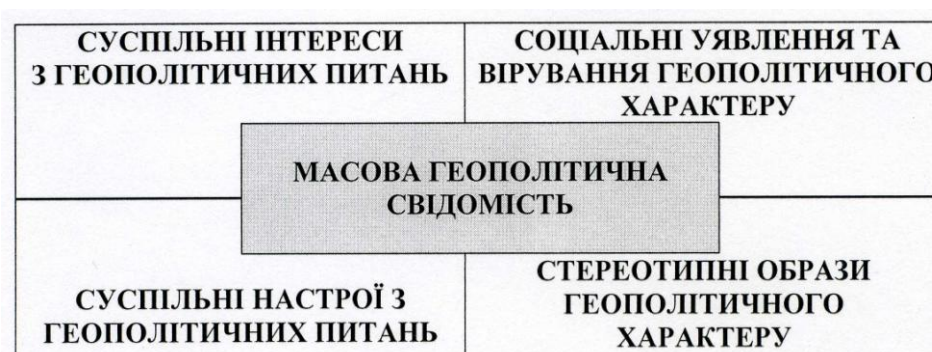 СУСПІЛЬНІ ІНТЕРЕСИ
З ГЕОПОЛІТИЧНИХ ПИТАНЬ
СОЦІАЛЬНІ УЯВЛЕННЯ ТА
ВІРУВАННЯ ГЕОПОЛІТИЧНОГО
ХАРАКТЕРУ
МАСОВА ГЕОПОЛІТИЧНА
СВІДОМІСТЬ
СУСПІЛЬНІ НАСТРОЇ З
ГЕОПОЛІТИЧНИХ ПИТАНЬ
СТЕРЕОТИПНІ ОБРАЗИ
ГЕОПОЛІТИЧНОГО
ХАРАКТЕРУ